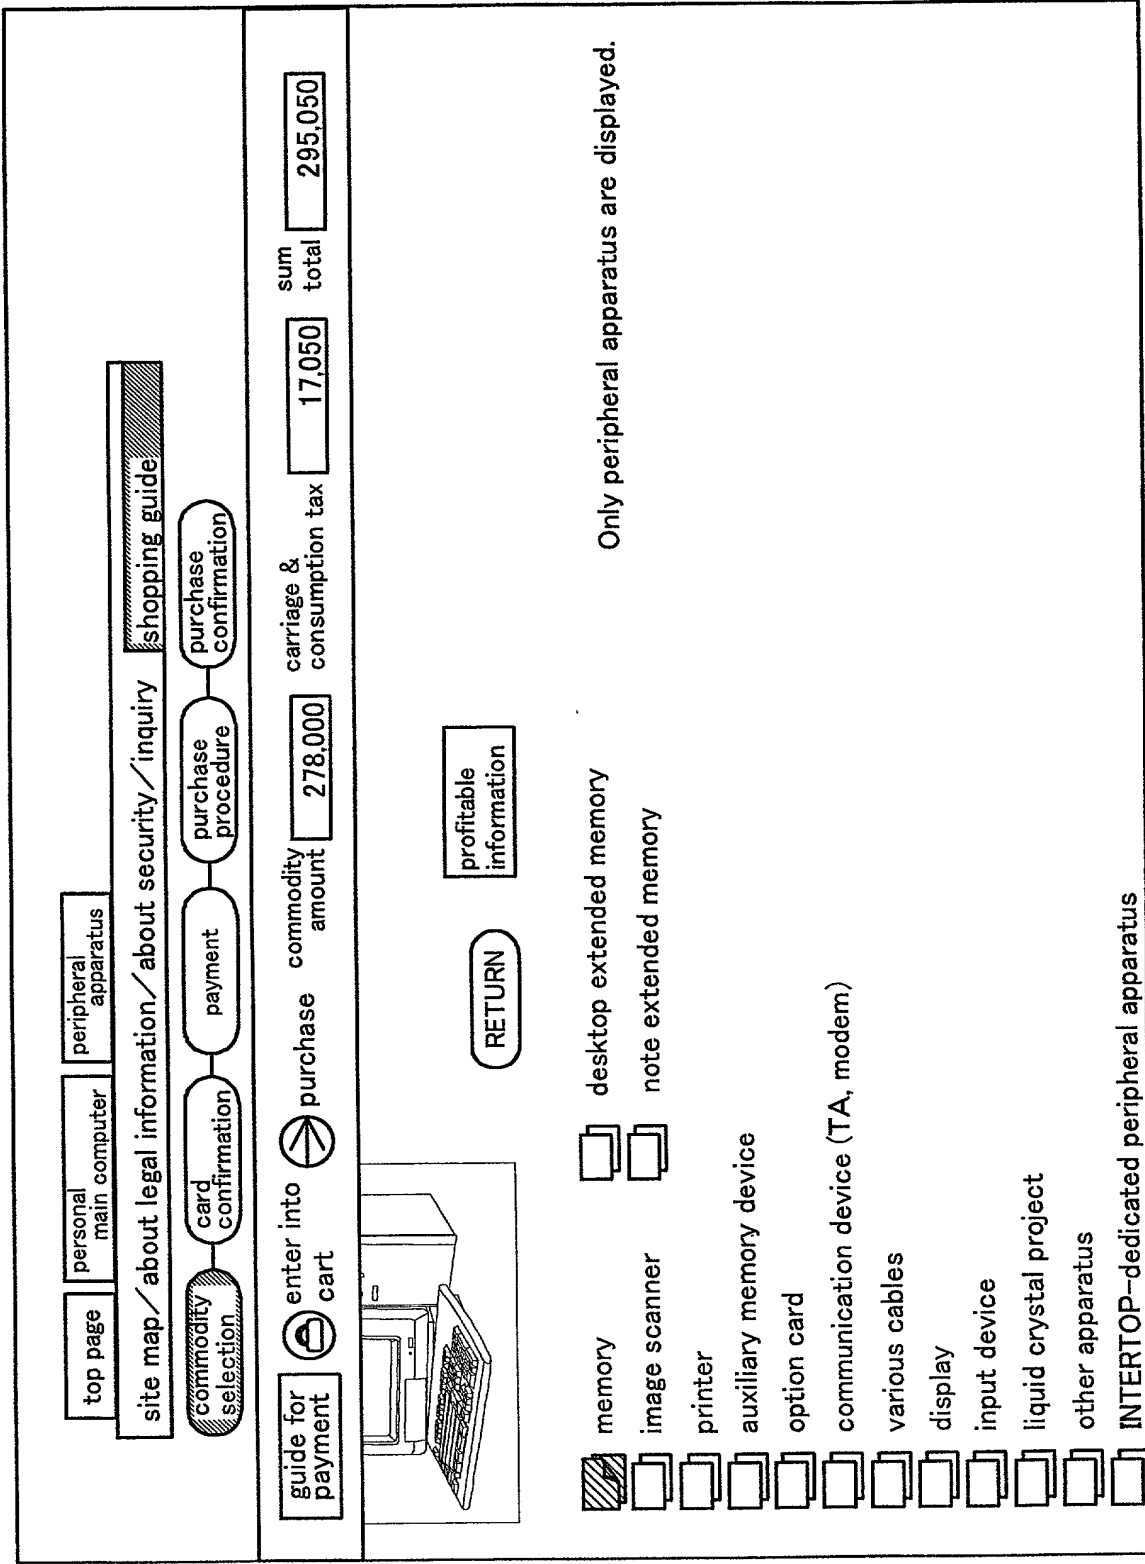 top page
personal
main computer
peripheral
apparatus
site map/about legal information/about security/inquiry
shopping guide
commodity
selection
card
confirmation
payment
purchase
procedure
purchase
confirmation
guide for
payment
enter into
cart
purchase
commodity
amount
278,000
carriage &
consumption tax
17,050
sum
total
295,050
RETURN
profitable
information
Only peripheral apparatus are displayed.
memory
desktop extended memory
note extended memory
image scanner
printer
auxiliary memory device
option card
communication device (TA, modem)
various cables
display
input device
liquid crystal project
other apparatus
INTERTOP-dedicated peripheral apparatus